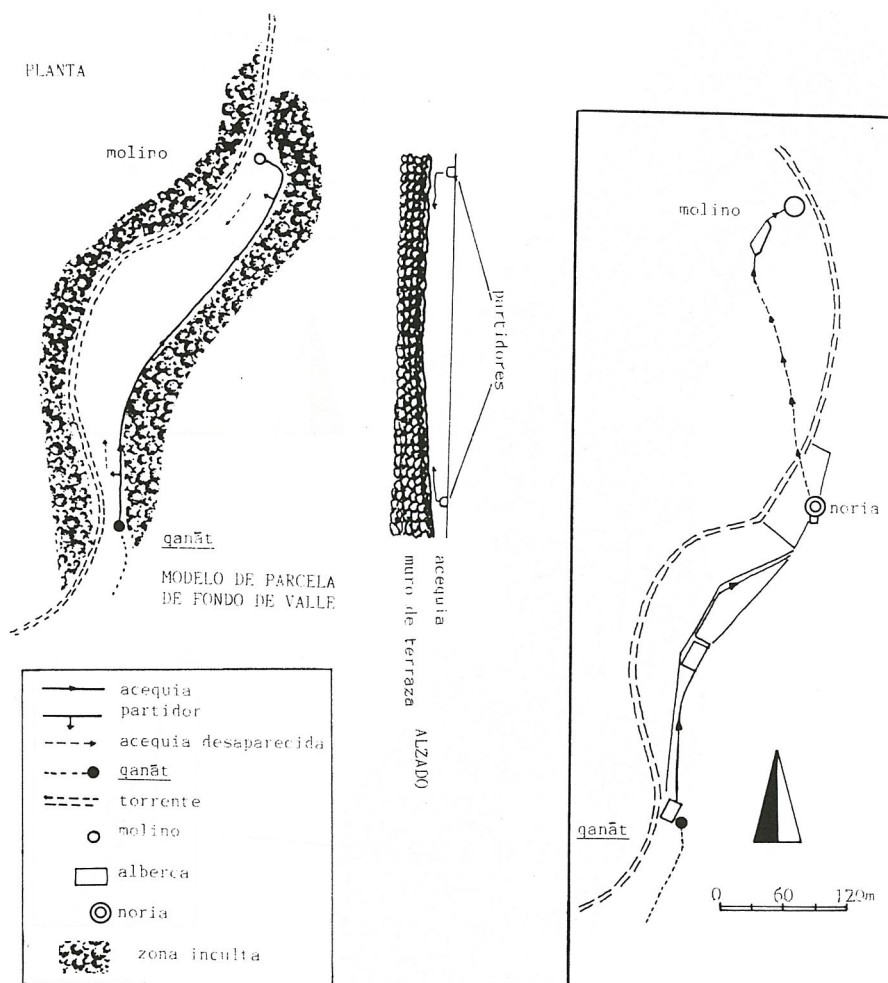 PLANTA
molino
qanāt
MODELO DE PARCELA
DE FONDO DE VALLE
partidores
acequia
muro de terraza
ALZADO
acequia
partidor
acequia desaparecida
qanāt
torrente
molino
alberca
noria
zona inculta
molino
noria
qanāt
0 60 120m